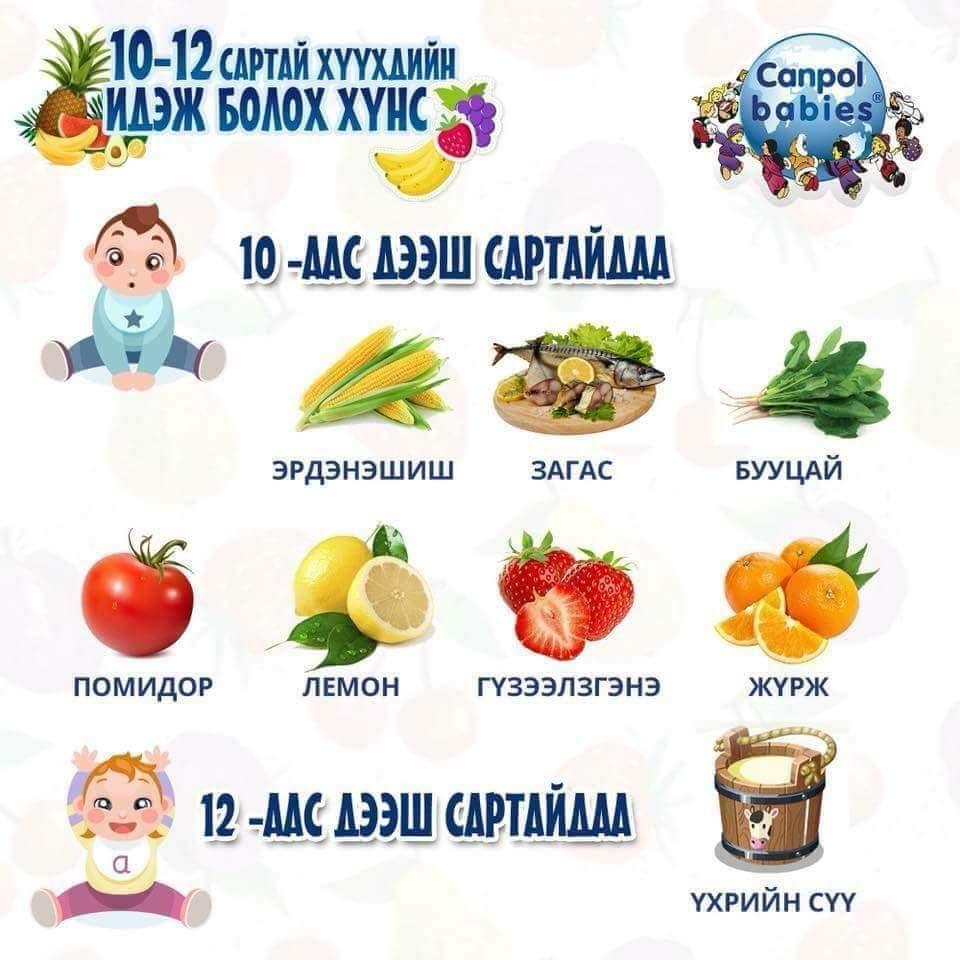 10-12 САРТАЙ ХҮҮХДИЙН
ИДЭЖ БОЛОХ ХҮНС
Canpol
babies®
10 -ААС ДЭЭШ САРТАЙДАА
ЭРДЭНЭШИШ ЗАГАС БУУЦАЙ
ПОМИДОР ЛЕМОН ГҮЗЭЭЛЗГЭНЭ ЖҮРЖ
12 -ААС ДЭЭШ САРТАЙДАА
a
ҮХРИЙН СҮҮ